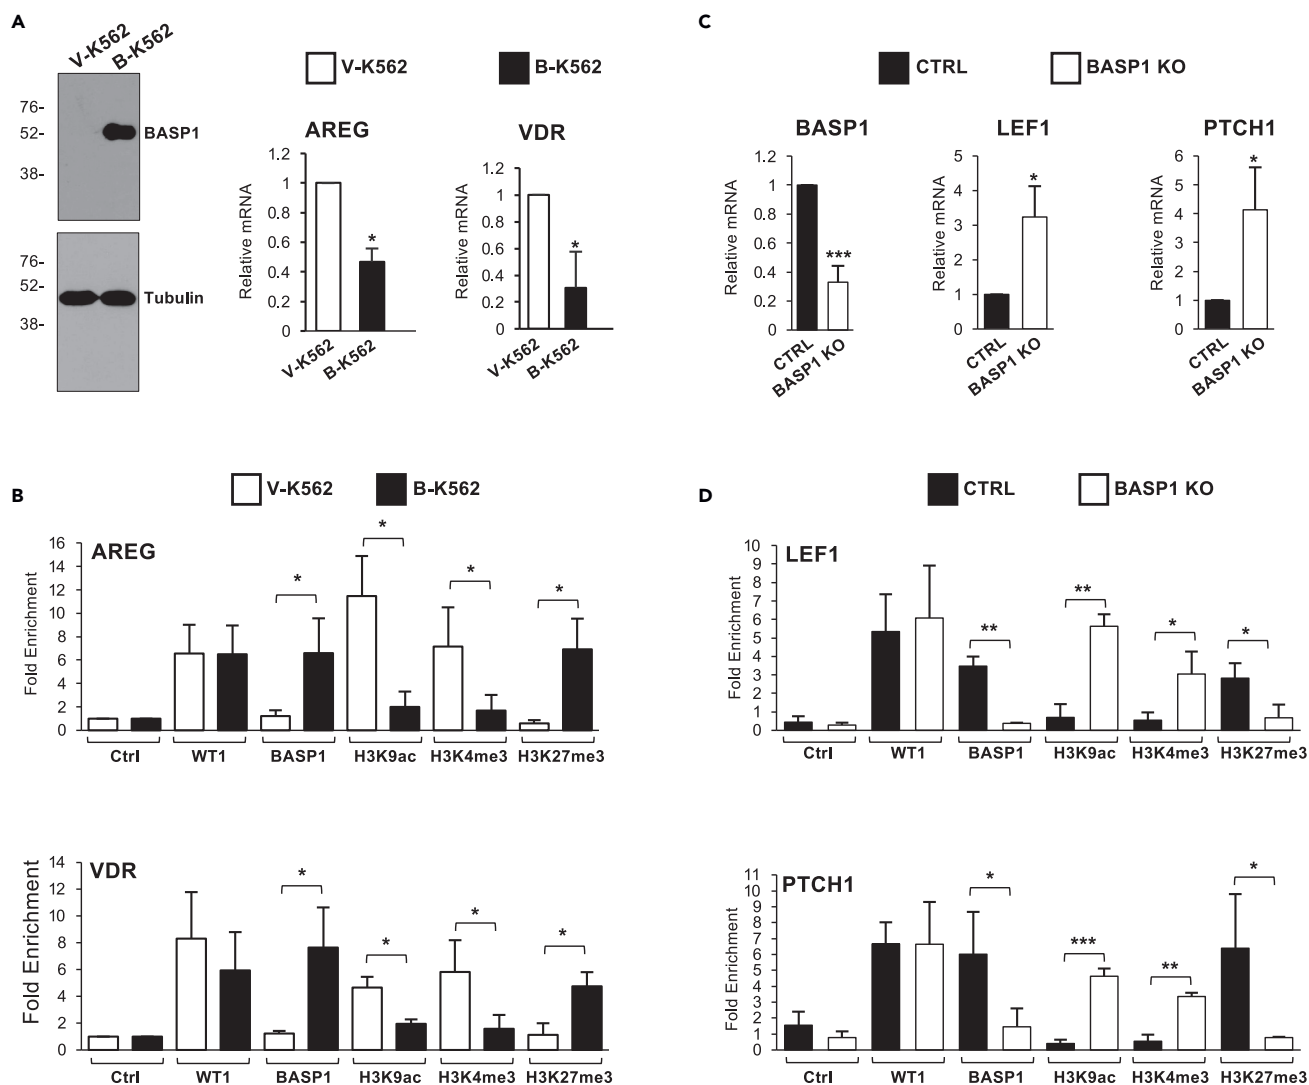 A
V-K562
B-K562
76-
52-
38-
BASP1
76-
52-
38-
Tubulin
V-K562
B-K562
AREG
Relative mRNA
1.2
1
0.8
0.6
0.4
0.2
0
*
V-K562
B-K562
VDR
Relative mRNA
1.2
1
0.8
0.6
0.4
0.2
0
*
V-K562
B-K562
C
CTRL
BASP1 KO
BASP1
Relative mRNA
1.2
1
0.8
0.6
0.4
0.2
0
***
CTRL
BASP1 KO
LEF1
Relative mRNA
5
4
3
2
1
0
*
CTRL
BASP1 KO
PTCH1
Relative mRNA
6
5
4
3
2
1
0
*
CTRL
BASP1 KO
B
V-K562
B-K562
AREG
Fold Enrichment
16
14
12
10
8
6
4
2
0
* * * *
Ctrl WT1 BASP1 H3K9ac H3K4me3 H3K27me3
VDR
Fold Enrichment
14
12
10
8
6
4
2
0
* * * *
Ctrl WT1 BASP1 H3K9ac H3K4me3 H3K27me3
D
CTRL
BASP1 KO
LEF1
Fold Enrichment
10
9
8
7
6
5
4
3
2
1
0
** ** * *
Ctrl WT1 BASP1 H3K9ac H3K4me3 H3K27me3
PTCH1
Fold Enrichment
11
10
9
8
7
6
5
4
3
2
1
0
* *** ** *
Ctrl WT1 BASP1 H3K9ac H3K4me3 H3K27me3